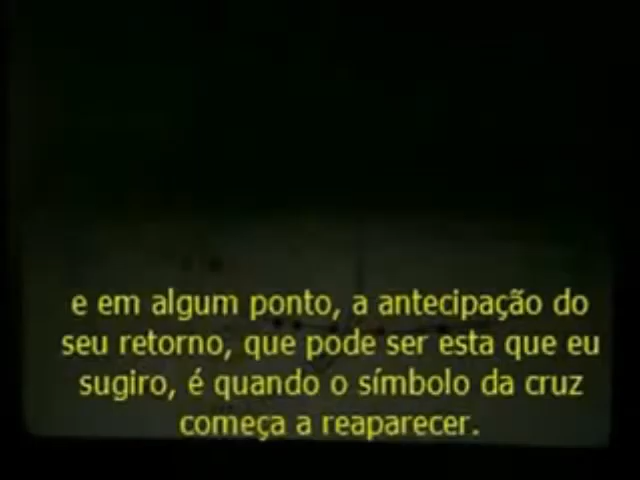 e em algum ponto, a antecipação do
seu retorno, que pode ser esta que eu
sugiro, é quando o símbolo da cruz
começa a reaparecer.